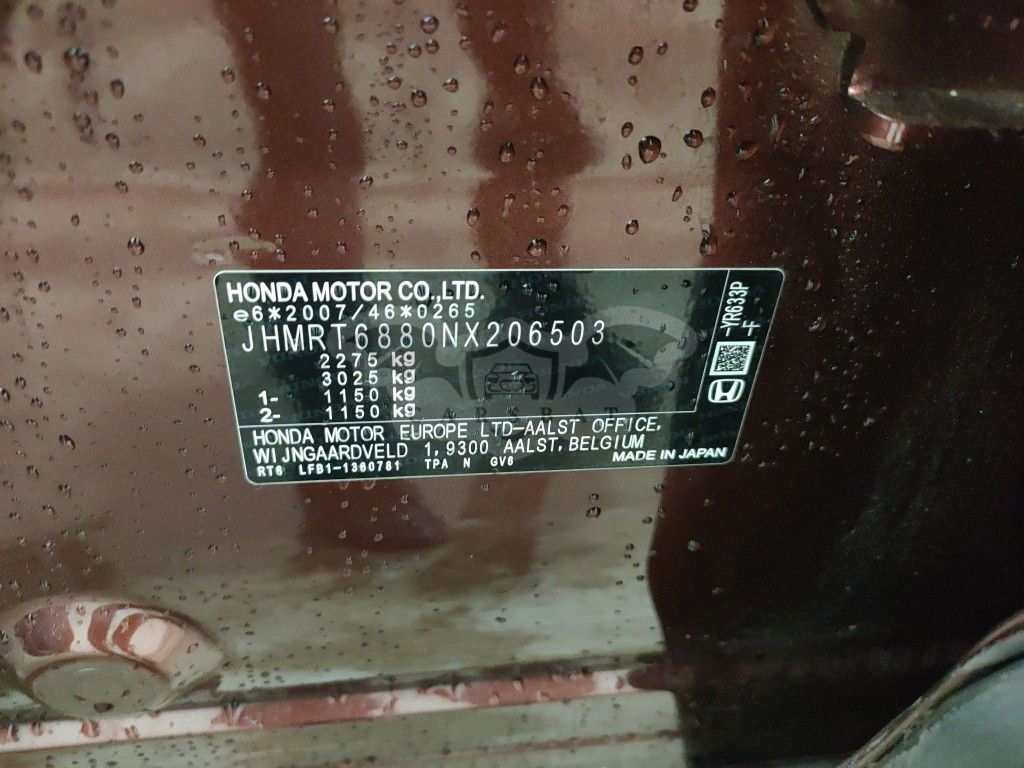 HONDA MOTOR CO.,LTD.
e6*2007/46*0265
JHMRT6880NX206503
2275 kg
3025 kg
1- 1150 kg
2- 1150 kg
HONDA MOTOR EUROPE LTD-AALST OFFICE,
WIJNGAARDVELD 1,9300 AALST,BELGIUM
MADE IN JAPAN
RT6 LFB1-1360781 TPA N GV6
-YR633P
4
CARSBAT